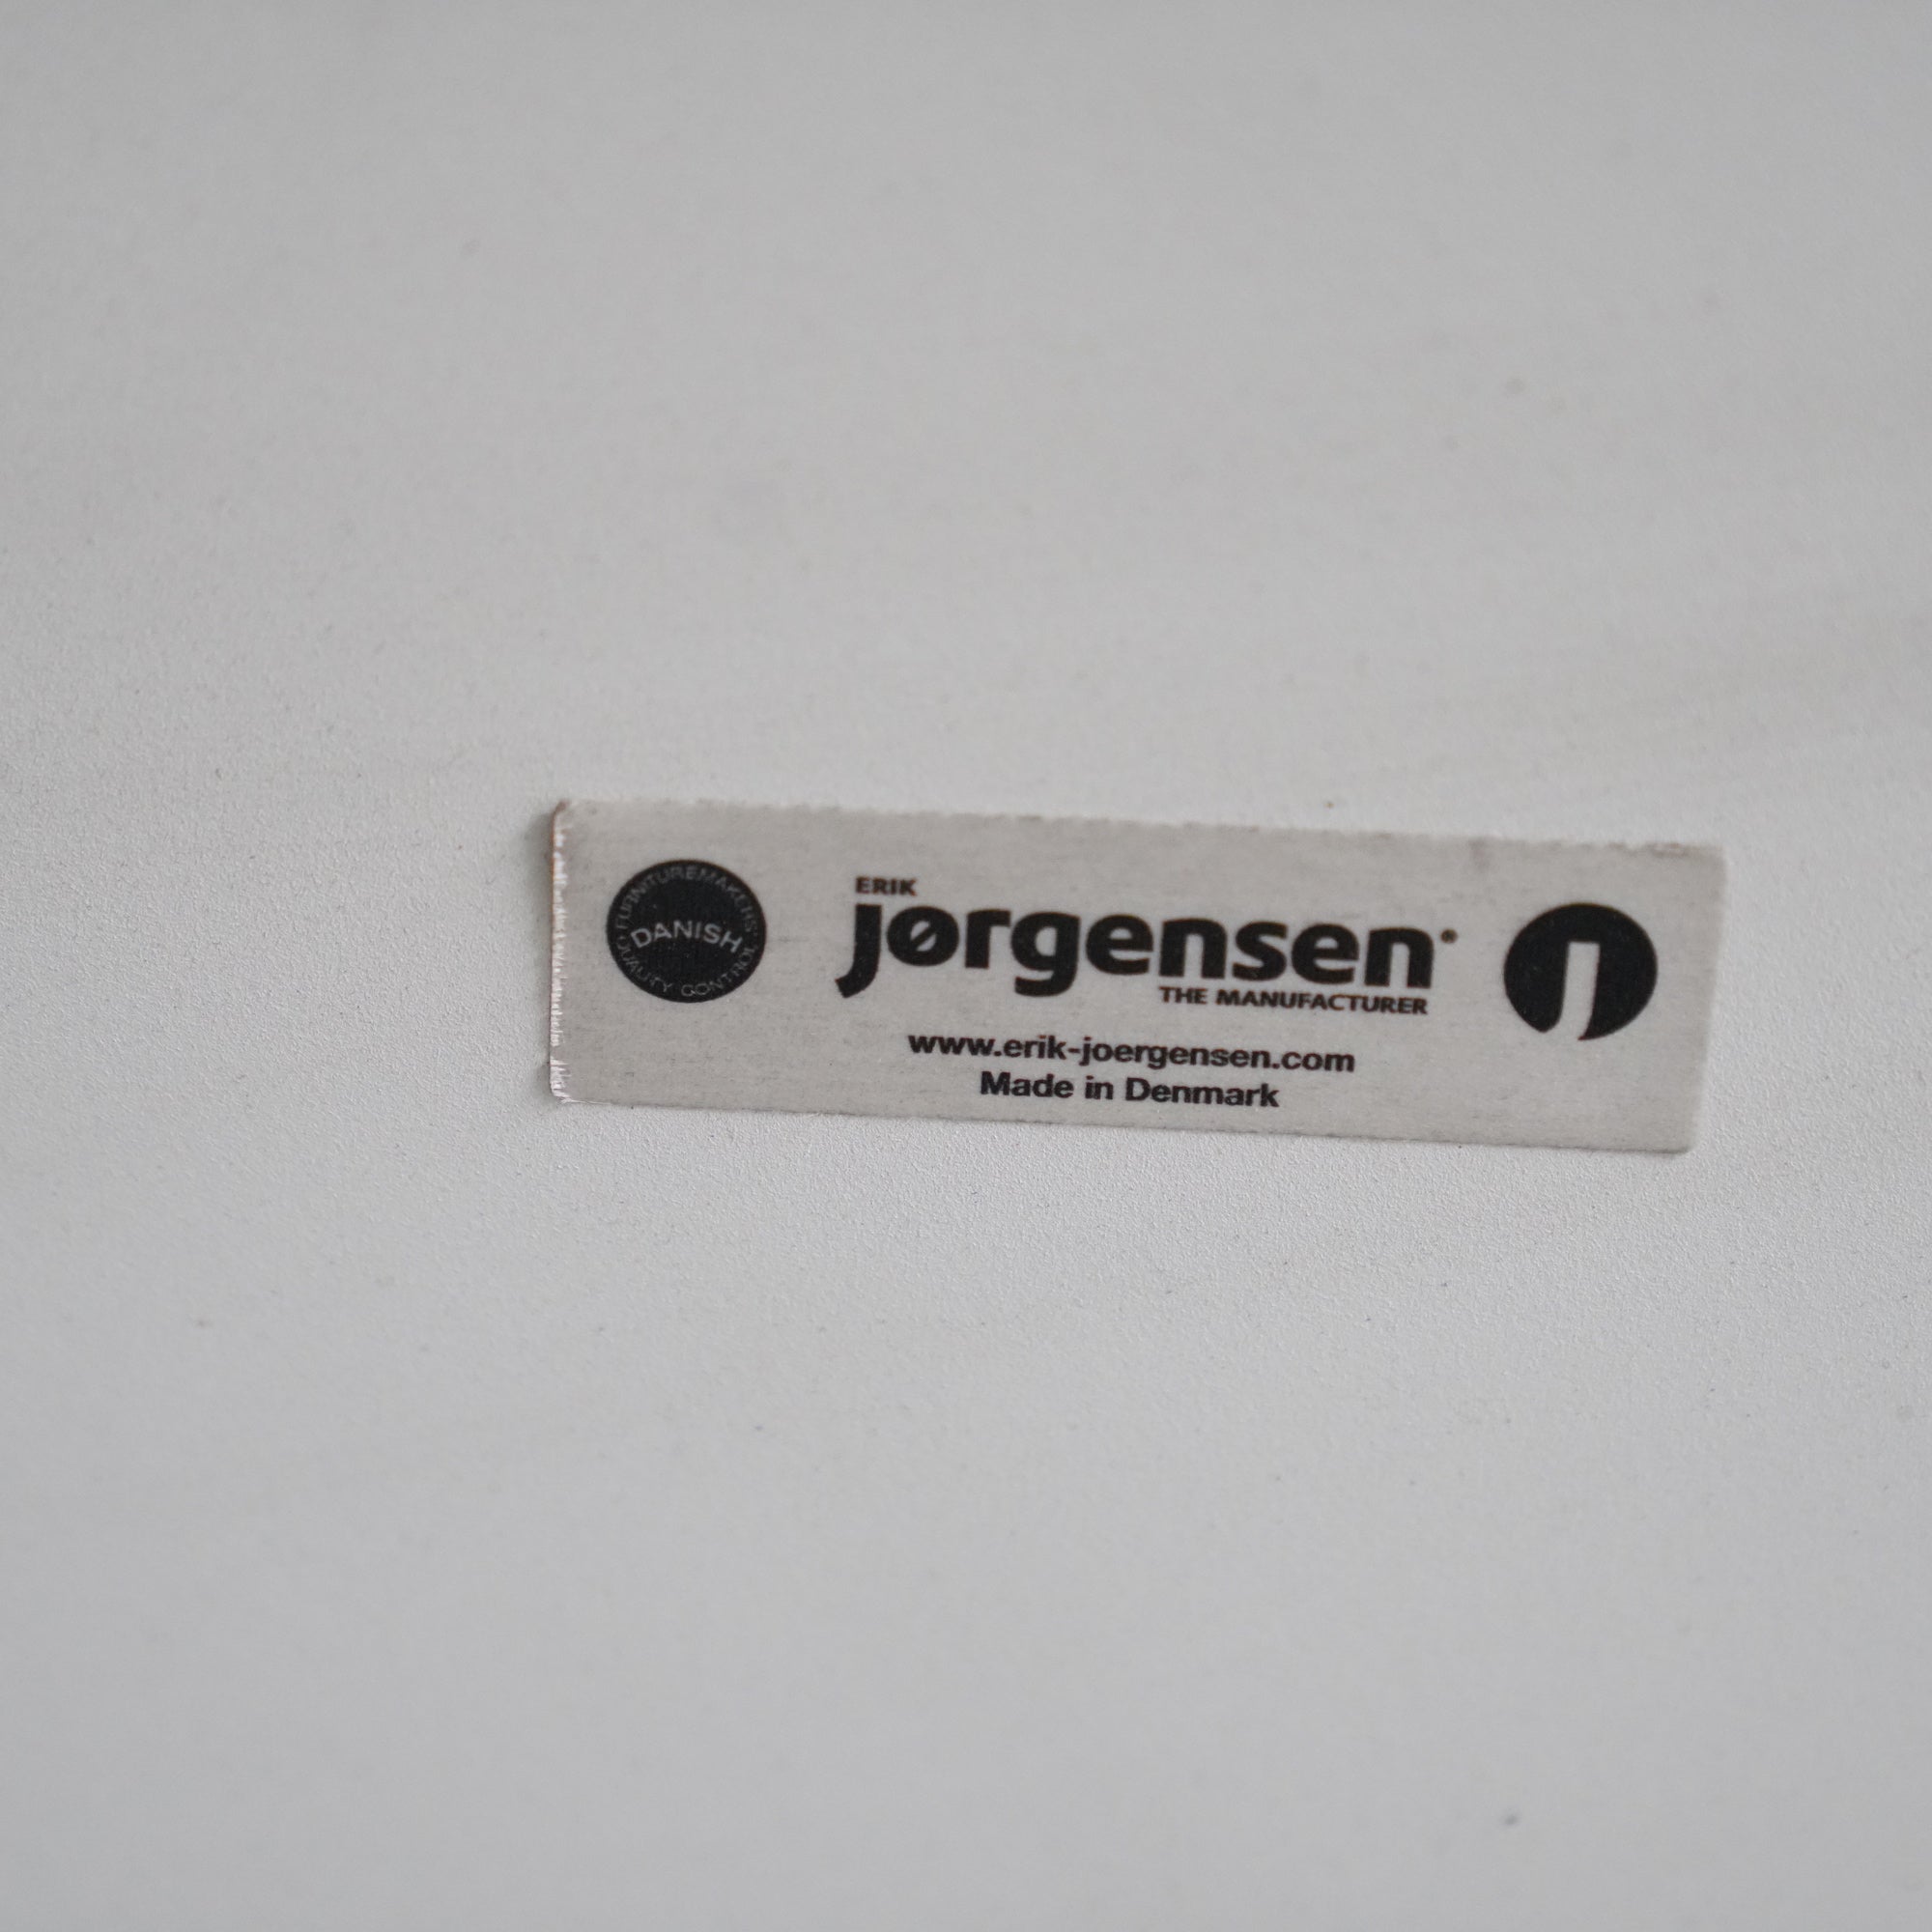 FURNITUREMAKERS'
DANISH
QUALITY CONTROL
ERIK
jørgensen®
THE MANUFACTURER
www.erik-joergensen.com
Made in Denmark